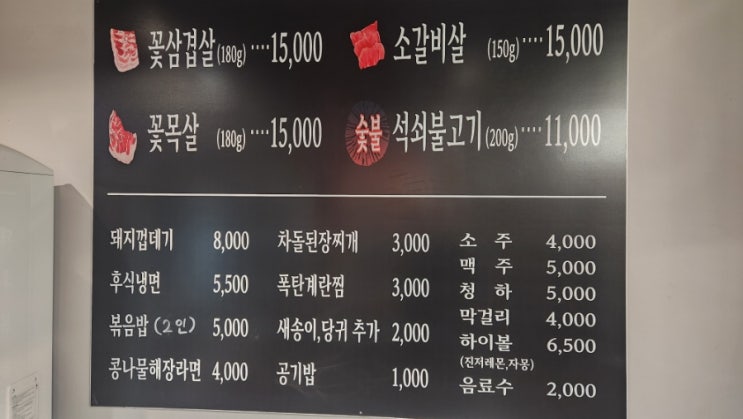 꽃삼겹살(180g)····15,000
소갈비살 (150g)····15,000
꽃목살 (180g)····15,000
숯불 석쇠불고기(200g)····11,000
돼지껍데기 8,000
후식냉면 5,500
볶음밥(2인) 5,000
콩나물해장라면 4,000
차돌된장찌개 3,000
폭탄계란찜 3,000
새송이,당귀 추가 2,000
공기밥 1,000
소 주 4,000
맥 주 5,000
청 하 5,000
막걸리 4,000
하이볼 6,500
(진저레몬,자몽)
음료수 2,000